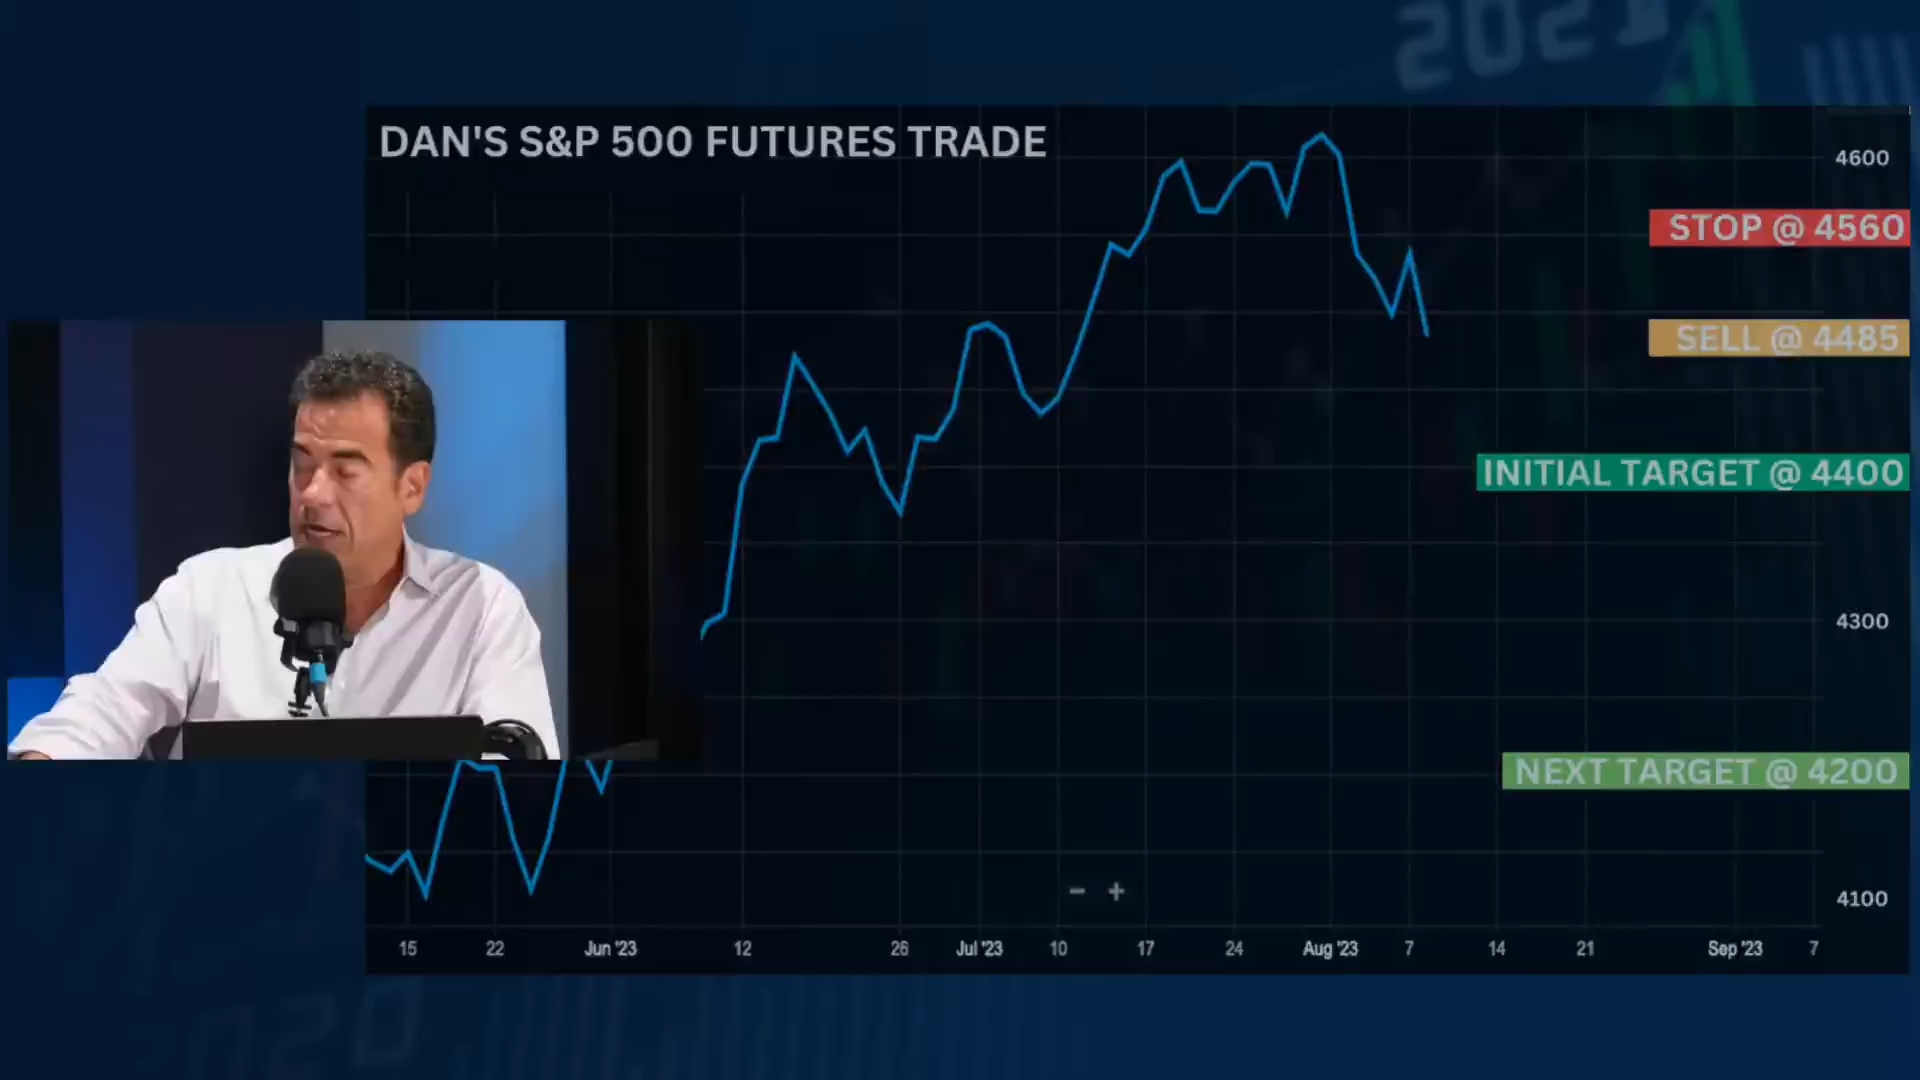 DAN'S S&P 500 FUTURES TRADE
4600
STOP @ 4560
SELL @ 4485
INITIAL TARGET @ 4400
4300
NEXT TARGET @ 4200
4100
15 22 Jun '23 12 26 Jul '23 10 17 24 Aug '23 7 14 21 Sep '23 7